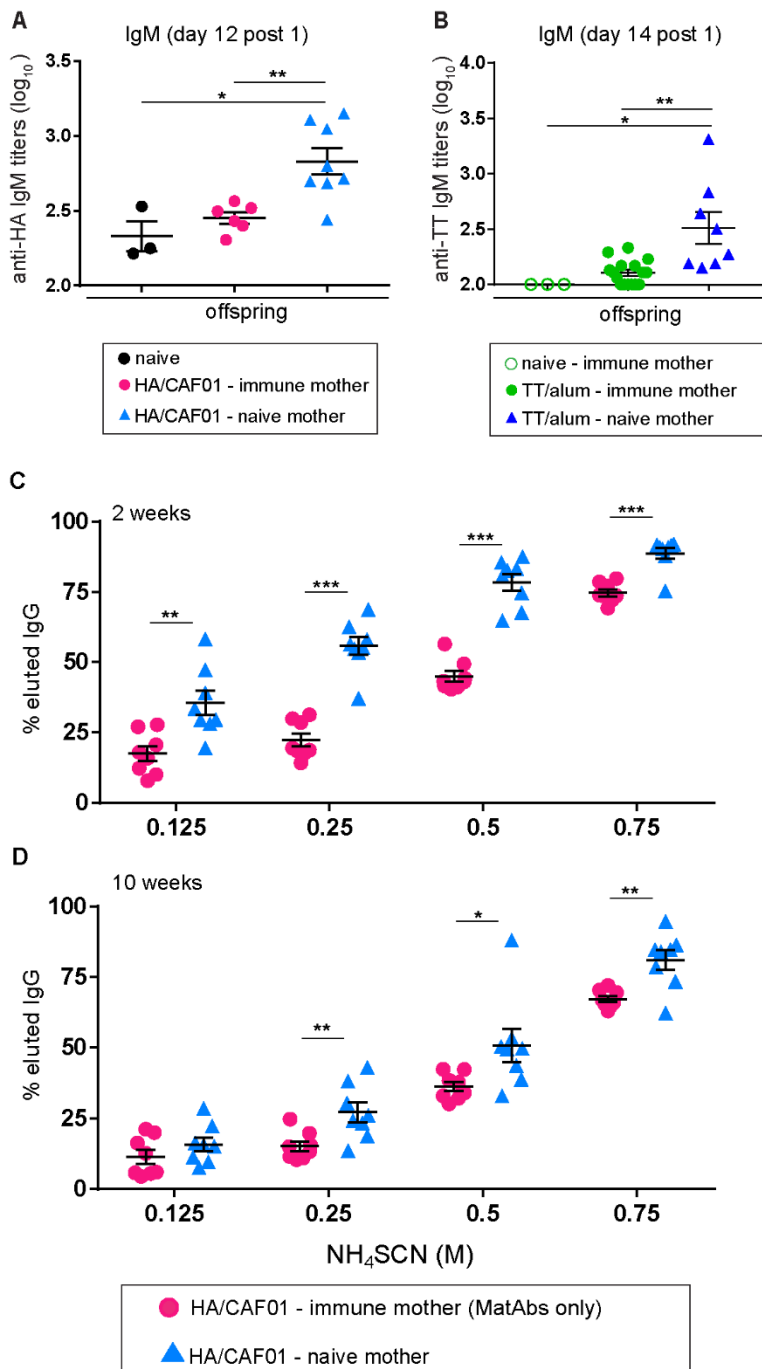 A
IgM (day 12 post 1)
anti-HA IgM titers (log10)
3.5
3.0
2.5
2.0
**
*
offspring
naive
HA/CAF01 - immune mother
HA/CAF01 - naive mother
B
IgM (day 14 post 1)
anti-TT IgM titers (log10)
4.0
3.5
3.0
2.5
2.0
**
*
offspring
naive - immune mother
TT/alum - immune mother
TT/alum - naive mother
C
2 weeks
% eluted IgG
100
75
50
25
0
**
***
***
***
0.125 0.25 0.5 0.75
D
10 weeks
% eluted IgG
100
75
50
25
0
**
*
**
0.125 0.25 0.5 0.75
NH4SCN (M)
HA/CAF01 - immune mother (MatAbs only)
HA/CAF01 - naive mother